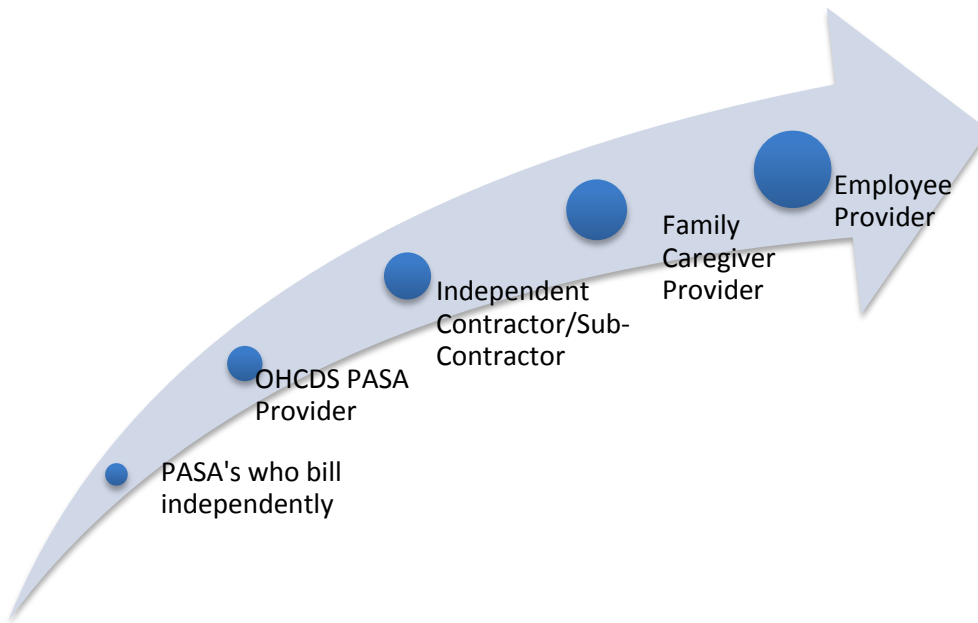 Employee
Provider
Family
Caregiver
Provider
Independent
Contractor/Sub-
Contractor
OHCDS PASA
Provider
PASA's who bill
independently